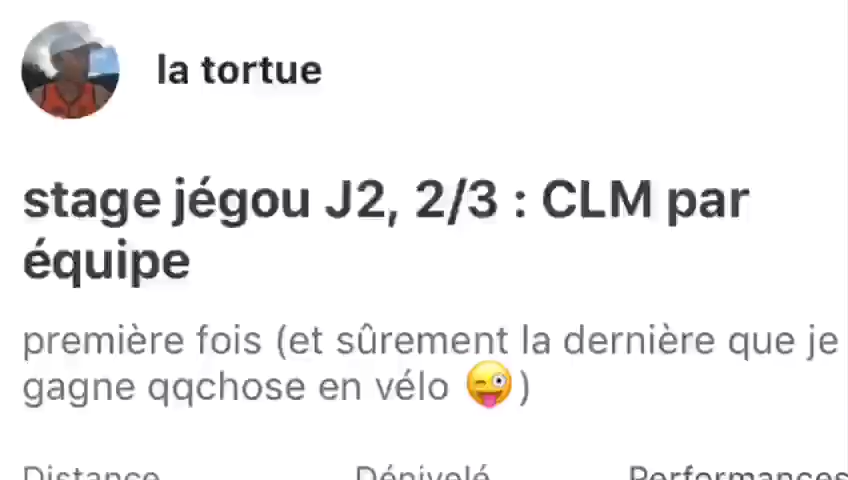 la tortue
stage jégou J2, 2/3 : CLM par
équipe
première fois (et sûrement la dernière que je
gagne qqchose en vélo 😜)
Distance
Dénivelé
Performances